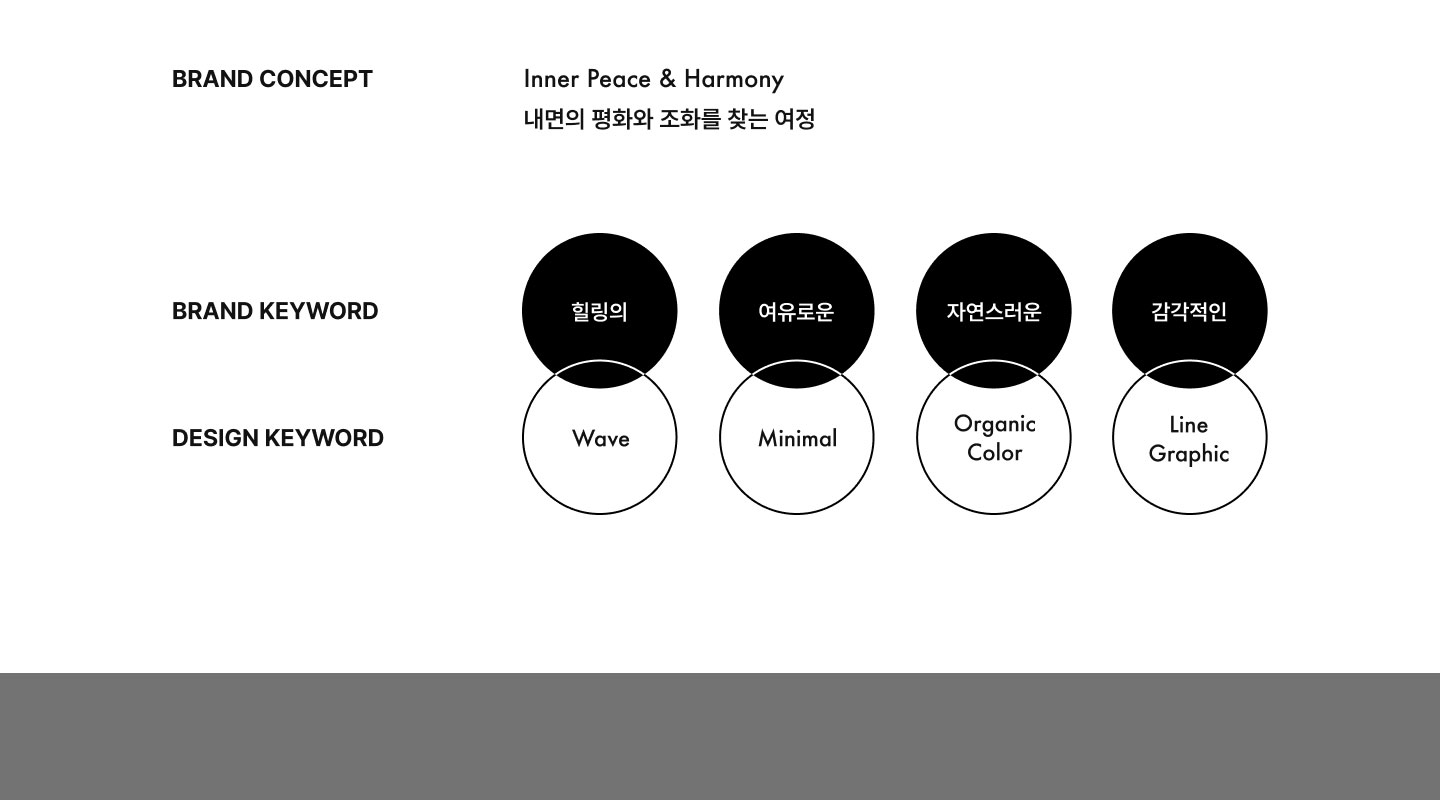 BRAND CONCEPT
Inner Peace & Harmony
내면의 평화와 조화를 찾는 여정
BRAND KEYWORD
힐링의
여유로운
자연스러운
감각적인
DESIGN KEYWORD
Wave
Minimal
Organic
Color
Line
Graphic